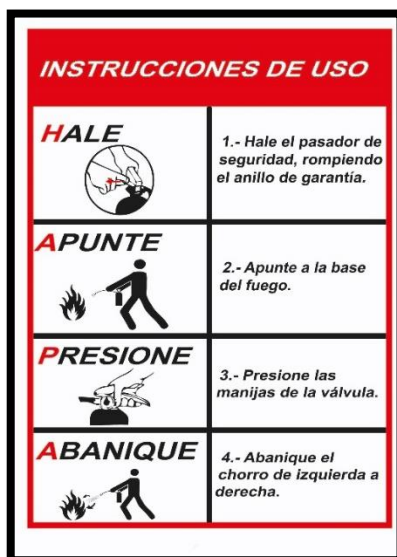 INSTRUCCIONES DE USO
HALE
1.- Hale el pasador de
seguridad, rompiendo
el anillo de garantía.
APUNTE
2.- Apunte a la base
del fuego.
PRESIONE
3.- Presione las
manijas de la válvula.
ABANIQUE
4.- Abanique el
chorro de izquierda a
derecha.